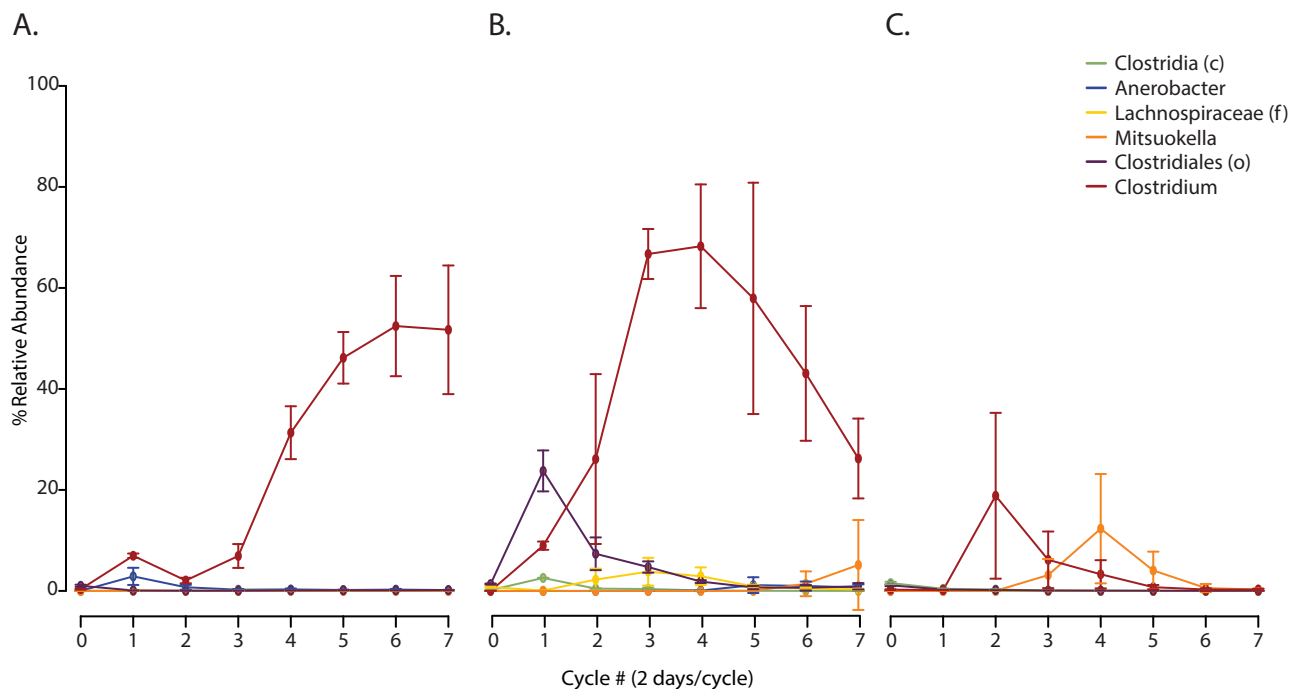 A.
B.
C.
Clostridia (c)
Anerobacter
Lachnospiraceae (f)
Mitsuokella
Clostridiales (o)
Clostridium
% Relative Abundance
100
80
60
40
20
0
0 1 2 3 4 5 6 7
0 1 2 3 4 5 6 7
0 1 2 3 4 5 6 7
Cycle # (2 days/cycle)